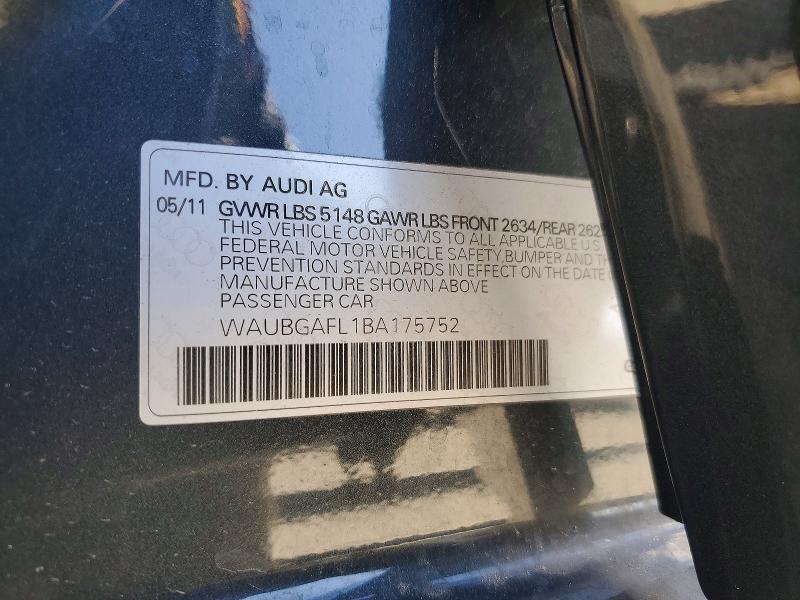 MFD. BY AUDI AG
05/11 GVWR LBS 5148 GAWR LBS FRONT 2634/REAR 262
THIS VEHICLE CONFORMS TO ALL APPLICABLE U.S
FEDERAL MOTOR VEHICLE SAFETY,BUMPER AND TH
PREVENTION STANDARDS IN EFFECT ON THE DATE
MANUFACTURE SHOWN ABOVE
PASSENGER CAR
WAUBGAFL1BA175752